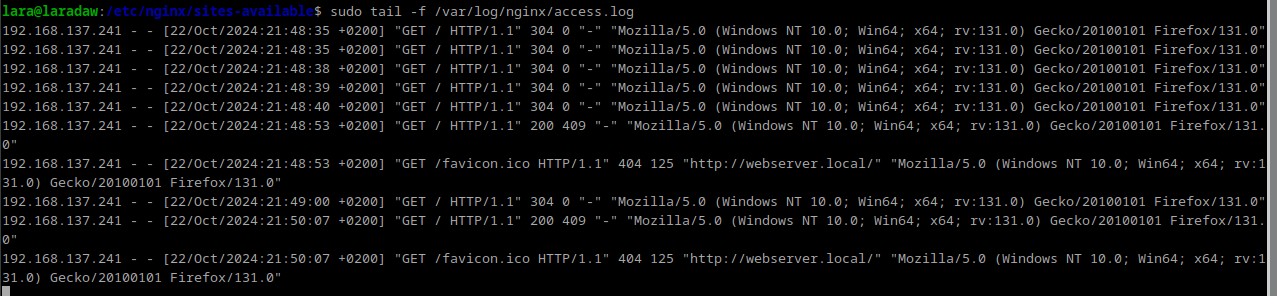 lara@laradaw:/etc/nginx/sites-available$ sudo tail -f /var/log/nginx/access.log
192.168.137.241 - - [22/Oct/2024:21:48:35 +0200] "GET / HTTP/1.1" 304 0 "-" "Mozilla/5.0 (Windows NT 10.0; Win64; x64; rv:131.0) Gecko/20100101 Firefox/131.0"
192.168.137.241 - - [22/Oct/2024:21:48:35 +0200] "GET / HTTP/1.1" 304 0 "-" "Mozilla/5.0 (Windows NT 10.0; Win64; x64; rv:131.0) Gecko/20100101 Firefox/131.0"
192.168.137.241 - - [22/Oct/2024:21:48:38 +0200] "GET / HTTP/1.1" 304 0 "-" "Mozilla/5.0 (Windows NT 10.0; Win64; x64; rv:131.0) Gecko/20100101 Firefox/131.0"
192.168.137.241 - - [22/Oct/2024:21:48:39 +0200] "GET / HTTP/1.1" 304 0 "-" "Mozilla/5.0 (Windows NT 10.0; Win64; x64; rv:131.0) Gecko/20100101 Firefox/131.0"
192.168.137.241 - - [22/Oct/2024:21:48:40 +0200] "GET / HTTP/1.1" 304 0 "-" "Mozilla/5.0 (Windows NT 10.0; Win64; x64; rv:131.0) Gecko/20100101 Firefox/131.0"
192.168.137.241 - - [22/Oct/2024:21:48:53 +0200] "GET / HTTP/1.1" 200 409 "-" "Mozilla/5.0 (Windows NT 10.0; Win64; x64; rv:131.0) Gecko/20100101 Firefox/131.
0"
192.168.137.241 - - [22/Oct/2024:21:48:53 +0200] "GET /favicon.ico HTTP/1.1" 404 125 "http://webserver.local/" "Mozilla/5.0 (Windows NT 10.0; Win64; x64; rv:1
31.0) Gecko/20100101 Firefox/131.0"
192.168.137.241 - - [22/Oct/2024:21:49:00 +0200] "GET / HTTP/1.1" 304 0 "-" "Mozilla/5.0 (Windows NT 10.0; Win64; x64; rv:131.0) Gecko/20100101 Firefox/131.0"
192.168.137.241 - - [22/Oct/2024:21:50:07 +0200] "GET / HTTP/1.1" 200 409 "-" "Mozilla/5.0 (Windows NT 10.0; Win64; x64; rv:131.0) Gecko/20100101 Firefox/131.
0"
192.168.137.241 - - [22/Oct/2024:21:50:07 +0200] "GET /favicon.ico HTTP/1.1" 404 125 "http://webserver.local/" "Mozilla/5.0 (Windows NT 10.0; Win64; x64; rv:1
31.0) Gecko/20100101 Firefox/131.0"